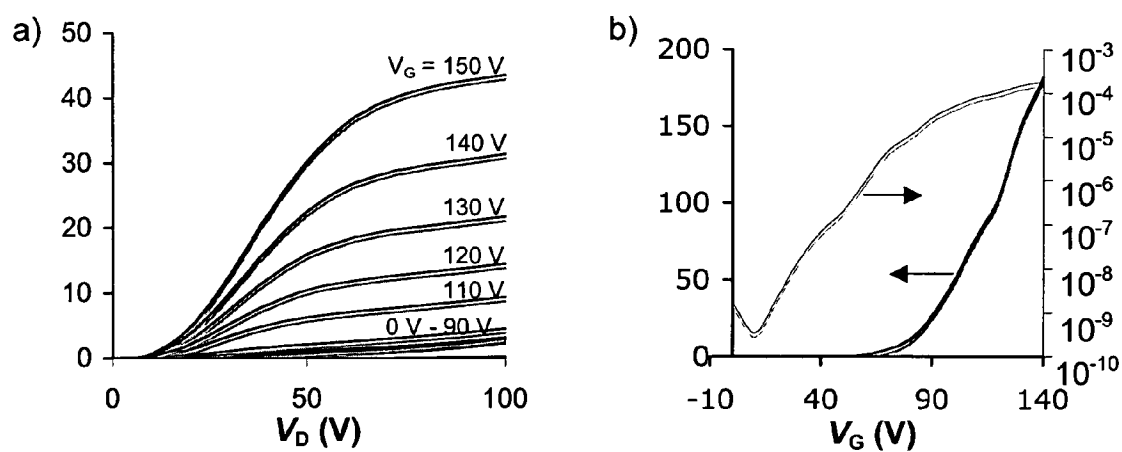 a)
50
40
30
20
10
0
V_G = 150 V
140 V
130 V
120 V
110 V
0 V - 90 V
0
50
100
V_D (V)
b)
200
150
100
50
0
10⁻³
10⁻⁴
10⁻⁵
10⁻⁶
10⁻⁷
10⁻⁸
10⁻⁹
10⁻¹⁰
-10
40
90
140
V_G (V)